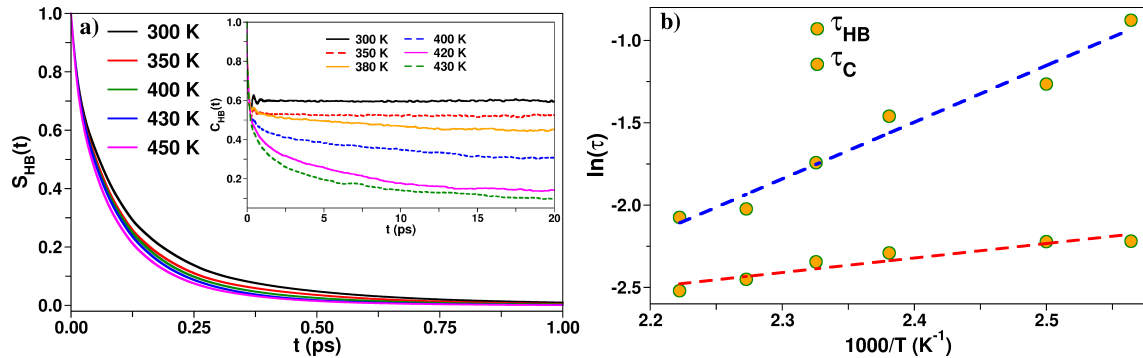 a)
300 K
350 K
400 K
430 K
450 K
S_HB(t)
1.0
0.8
0.6
0.4
0.2
0.0
0.00
0.25
0.50
0.75
1.00
t (ps)
300 K
350 K
380 K
400 K
420 K
430 K
C_HB(t)
1
0.8
0.6
0.4
0.2
0
5
10
15
20
t (ps)
b)
τ_HB
τ_C
ln(τ)
-1.0
-1.5
-2.0
-2.5
2.2
2.3
2.4
2.5
1000/T (K⁻¹)